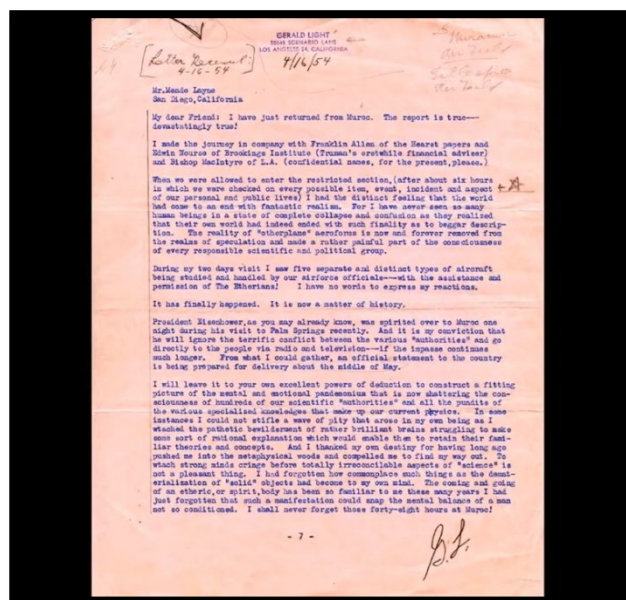 GERALD LIGHT
10545 SCENARIO LANE
LOS ANGELES 24, CALIFORNIA
[Letter Received:
4-16-54]
4/16/54
Air Field
Air Field
Mr.Meade Layne
San Diego,California
My dear Friend: I have just returned from Muroc. The report is true---
devastatingly true!
I made the journey in company with Franklin Allen of the Hearst papers and
Edwin Nourse of Brookings Institute (Truman's erstwhile financial adviser)
and Bishop MacIntyre of L.A. (confidential names, for the present,please.)
When we were allowed to enter the restricted section,(after about six hours
in which we were checked on every possible item, event, incident and aspect
of our personal and public lives) I had the distinct feeling that the world
had come to an end with fantastic realism. For I have never seen so many
human beings in a state of complete collapse and confusion as they realized
that their own world had indeed ended with such finality as to beggar descrip-
tion. The reality of "otherplane" aeroforms is now and forever removed from
the realms of speculation and made a rather painful part of the consciousness
of every responsible scientific and political group.
During my two days visit I saw five separate and distinct types of aircraft
being studied and handled by our airforce officials---with the assistance and
permission of The Etherians! I have no words to express my reactions.
It has finally happened. It is now a matter of history.
President Eisenhower,as you may already know, was spirited over to Muroc one
night during his visit to Palm Springs recently. And it is my conviction that
he will ignore the terrific conflict between the various "authorities" and go
directly to the people via radio and television---if the impasse continues
much longer. From what I could gather, an official statement to the country
is being prepared for delivery about the middle of May.
I will leave it to your own excellent powers of deduction to construct a fitting
picture of the mental and emotional pandemonium that is now shattering the con-
sciousness of hundreds of our scientific "authorities" and all the pundits of
the various specialized knowledges that make up our current physics. In some
instances I could not stifle a wave of pity that arose in my own being as I
wtached the pathetic bewilderment of rather brilliant brains struggling to make
some sort of rational explanation which would enable them to retain their fami-
liar theories and concepts. And I thanked my own destiny for having long ago
pushed me into the metaphysical woods and compelled me to find my way out. To
wtach strong minds cringe before totally irreconcilable aspects of "science" is
not a pleasant thing. I had forgotten how commonplace such things as the demat-
erialization of "solid" objects had become to my own mind. The coming and going
of an etheric,or spirit,body has been so familiar to me these many years I had
just forgotten that such a manifestation could snap the mental balance of a man
not so conditioned. I shall never forget those forty-eight hours at Muroc!
- 7 -
G.L.